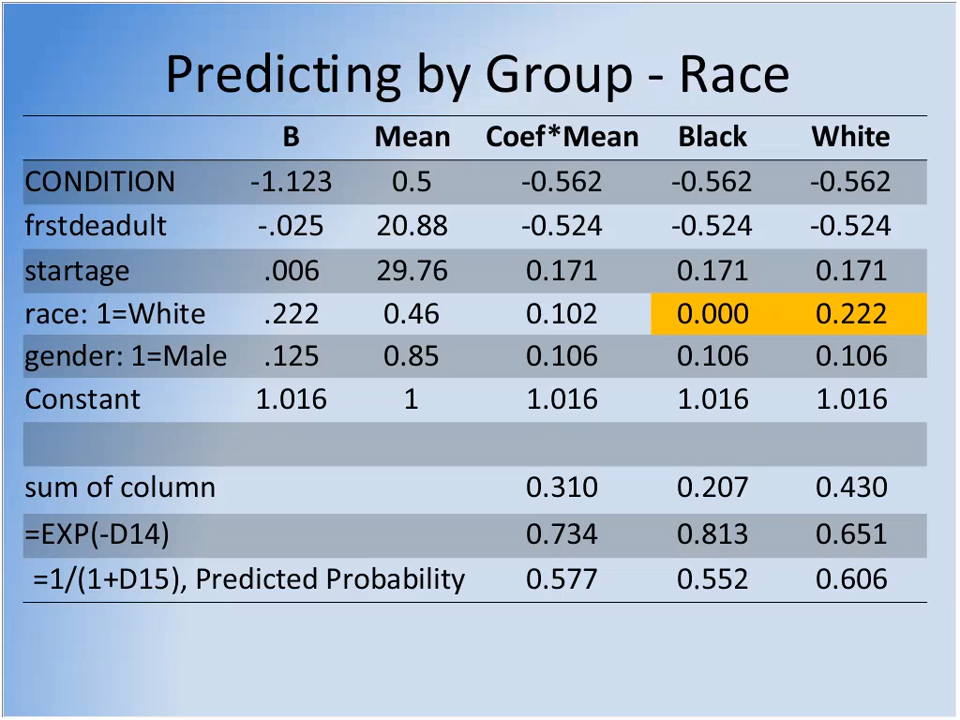 Predicting by Group - Race
B Mean Coef*Mean Black White
CONDITION -1.123 0.5 -0.562 -0.562 -0.562
frstdeadult -.025 20.88 -0.524 -0.524 -0.524
startage .006 29.76 0.171 0.171 0.171
race: 1=White .222 0.46 0.102 0.000 0.222
gender: 1=Male .125 0.85 0.106 0.106 0.106
Constant 1.016 1 1.016 1.016 1.016
sum of column 0.310 0.207 0.430
=EXP(-D14) 0.734 0.813 0.651
=1/(1+D15), Predicted Probability 0.577 0.552 0.606